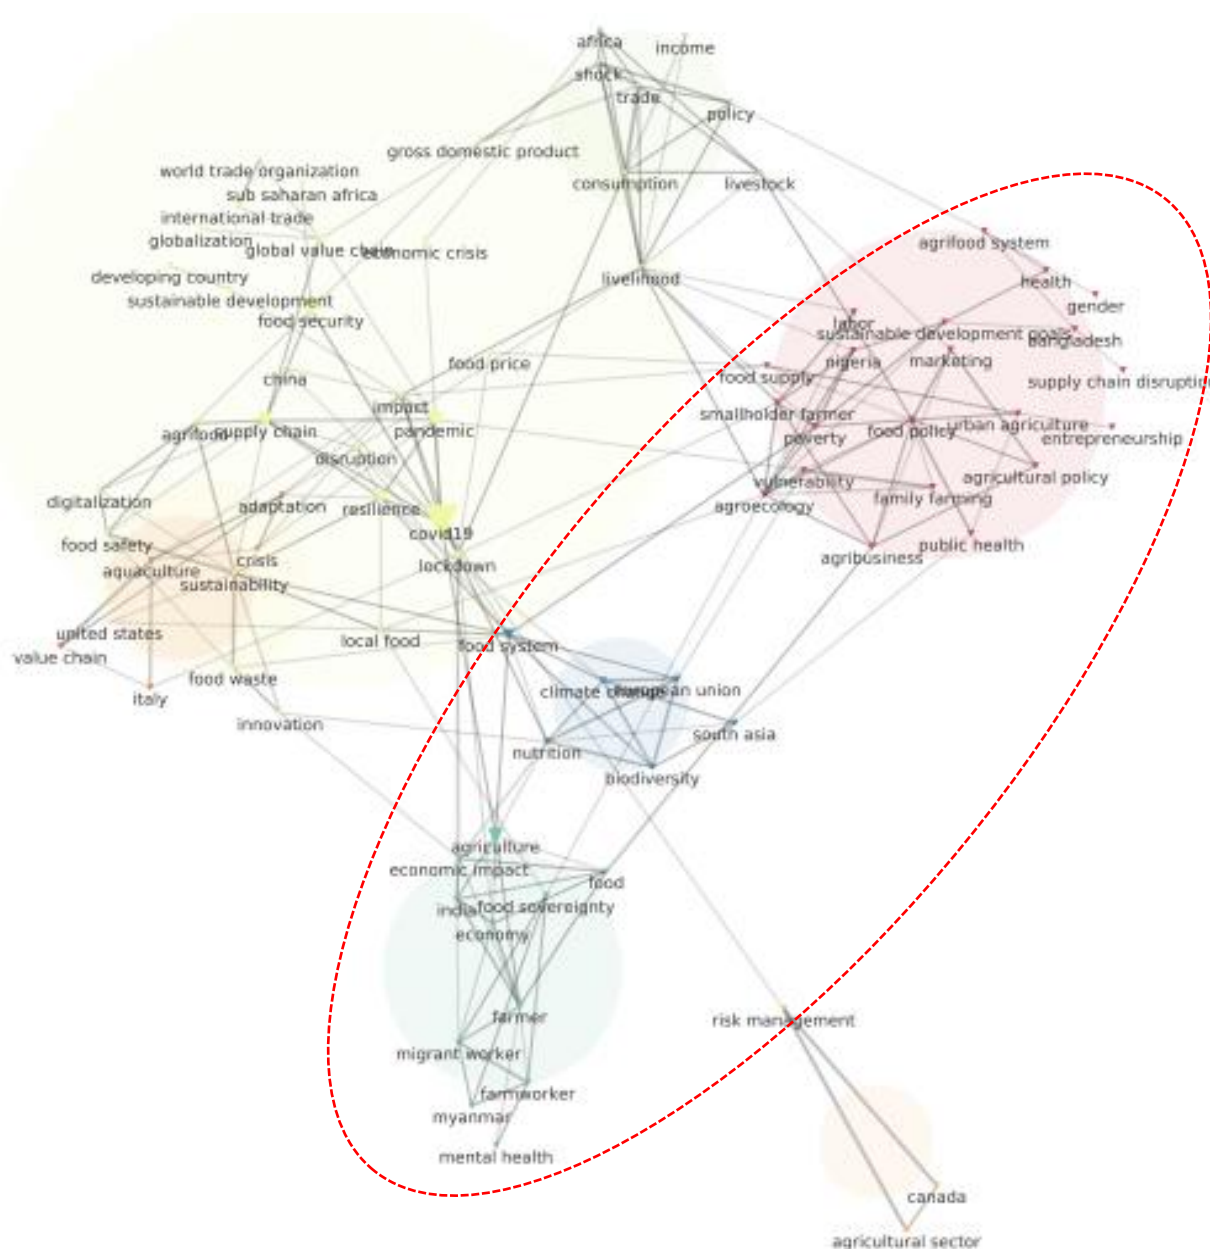 africa
income
shock
trade
policy
gross domestic product
world trade organization
consumption
livestock
sub saharan africa
international trade
globalization
global value chain
economic crisis
agrifood system
developing country
livelihood
health
sustainable development
gender
food security
labor
sustainable development goals
bangladesh
food price
nigeria
marketing
china
food supply
supply chain disruption
impact
smallholder farmer
agrifood
supply chain
pandemic
poverty
food policy
urban agriculture
entrepreneurship
disruption
vulnerability
agricultural policy
digitalization
adaptation
resilience
agroecology
family farming
covid19
food safety
public health
crisis
agribusiness
aquaculture
lockdown
sustainability
united states
local food
food system
value chain
food waste
climate change
european union
italy
innovation
south asia
nutrition
biodiversity
agriculture
economic impact
food
india
food sovereignty
economy
farmer
risk management
migrant worker
farmworker
myanmar
mental health
canada
agricultural sector